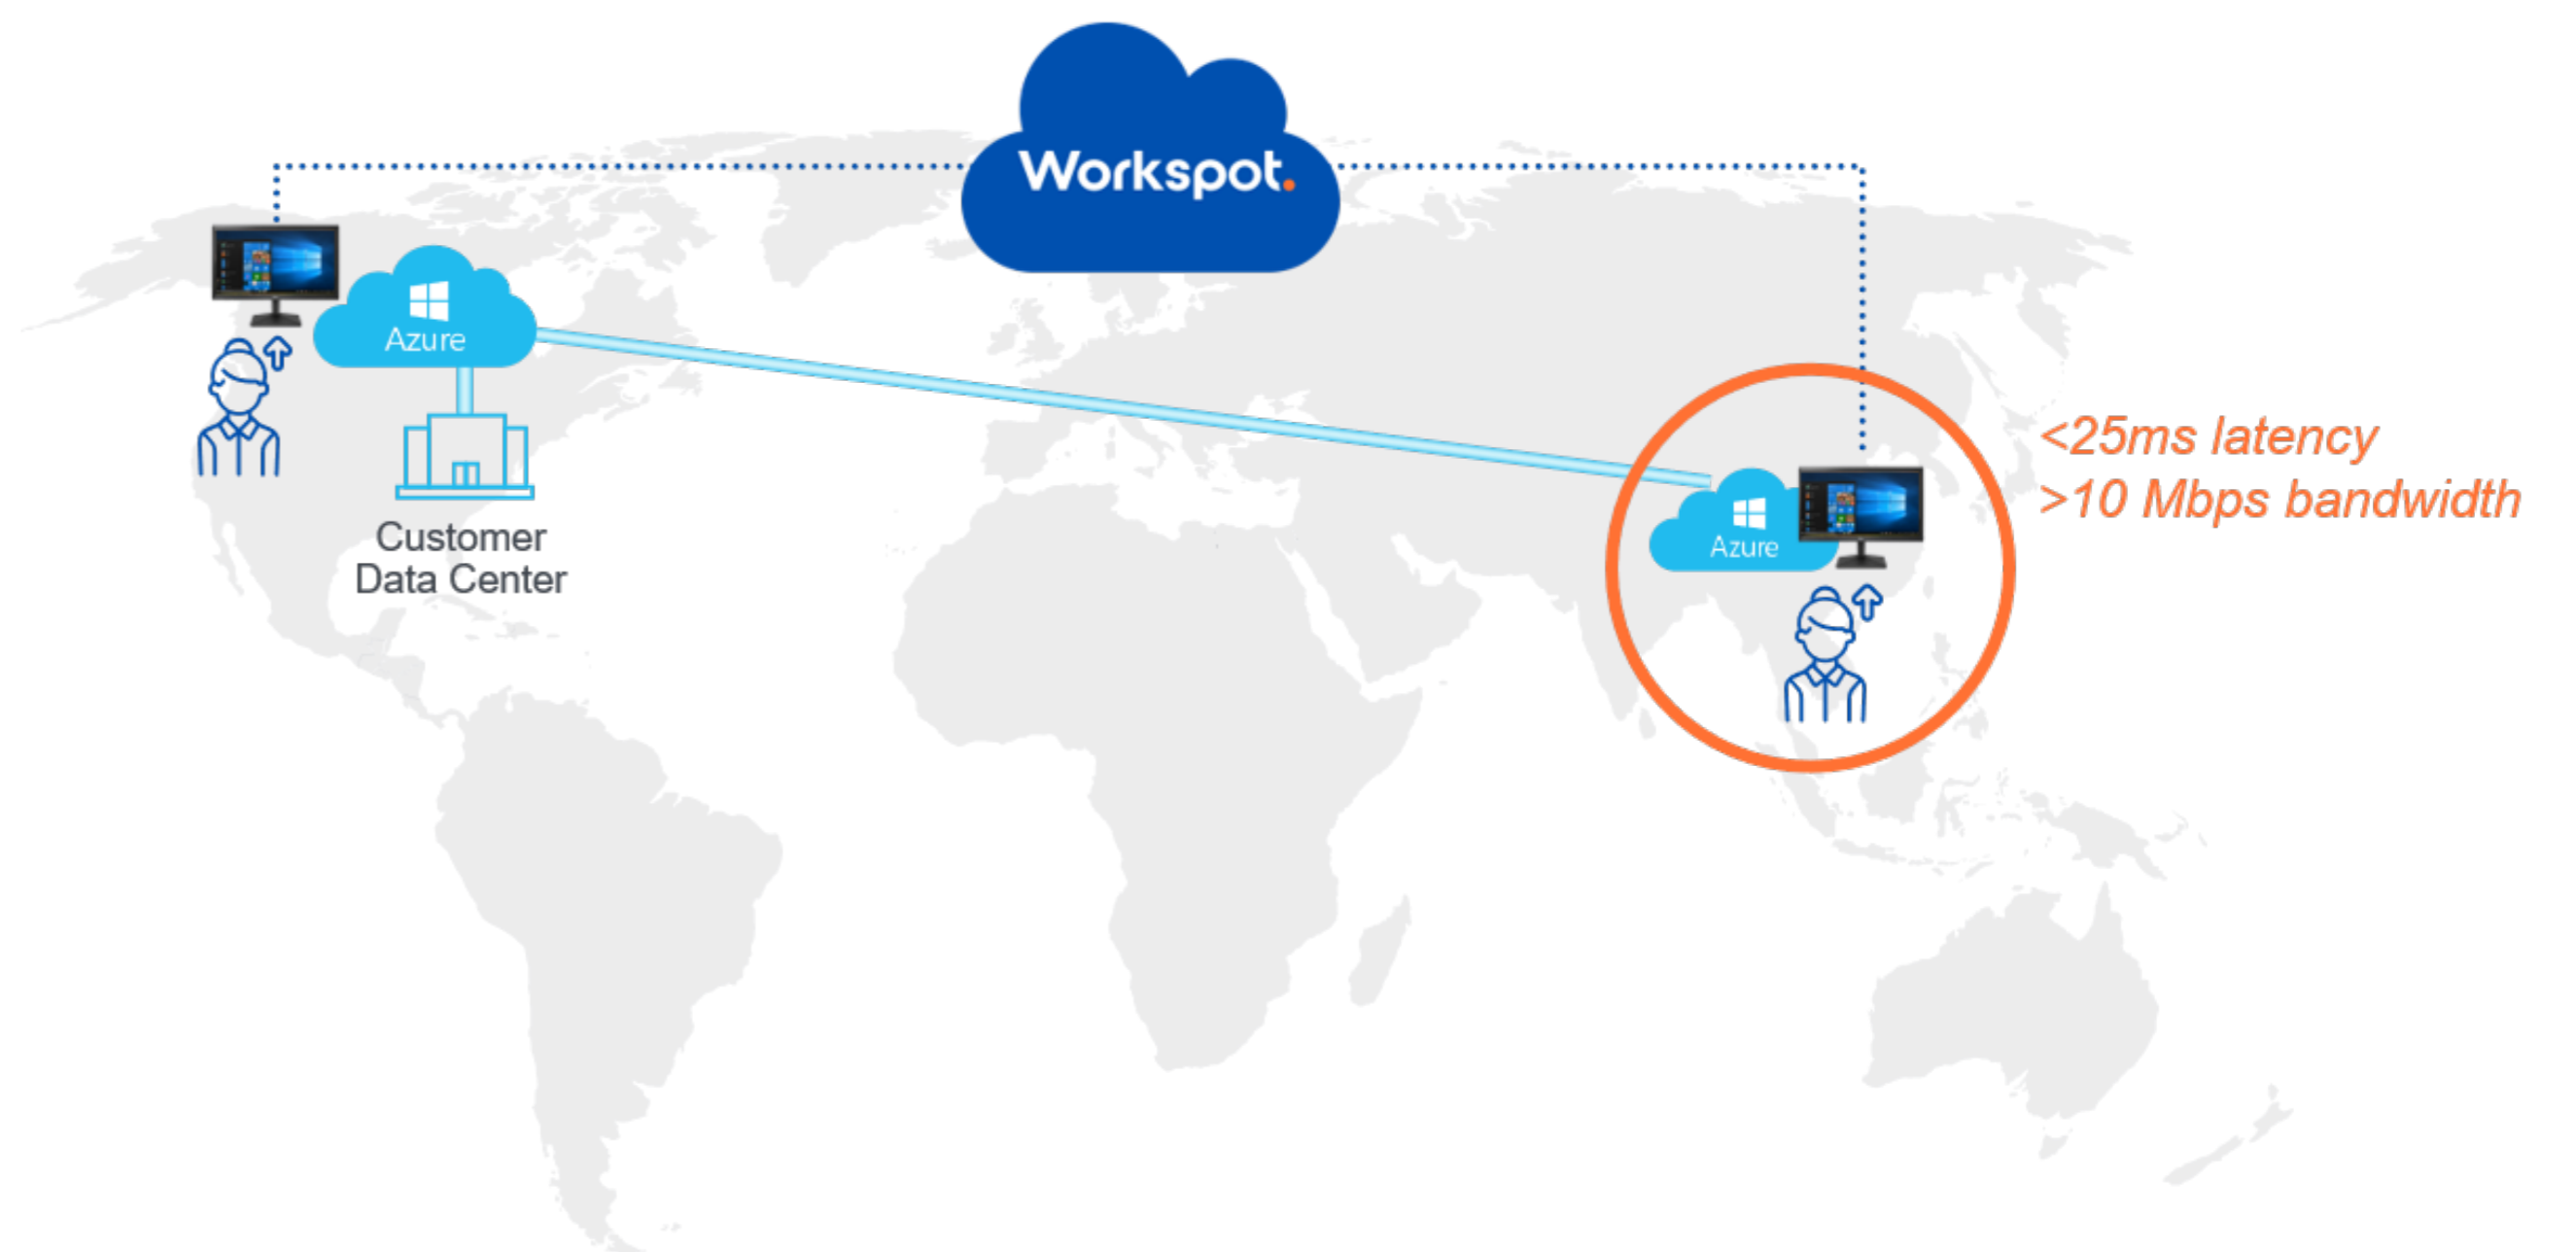 Workspot.
Azure
Customer
Data Center
Azure
<25ms latency
>10 Mbps bandwidth